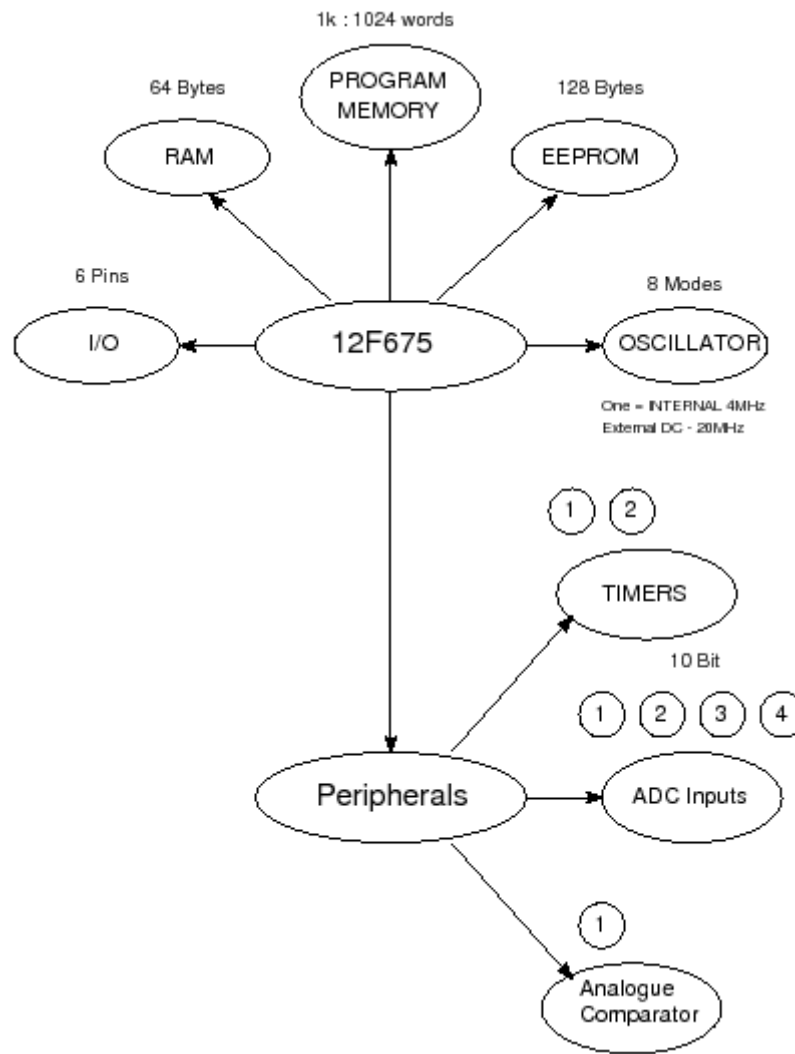 1k : 1024 words
PROGRAM
MEMORY
64 Bytes
RAM
128 Bytes
EEPROM
6 Pins
I/O
12F675
8 Modes
OSCILLATOR
One = INTERNAL 4MHz
External DC - 20MHz
1 2
TIMERS
10 Bit
1 2 3 4
Peripherals
ADC Inputs
1
Analogue
Comparator